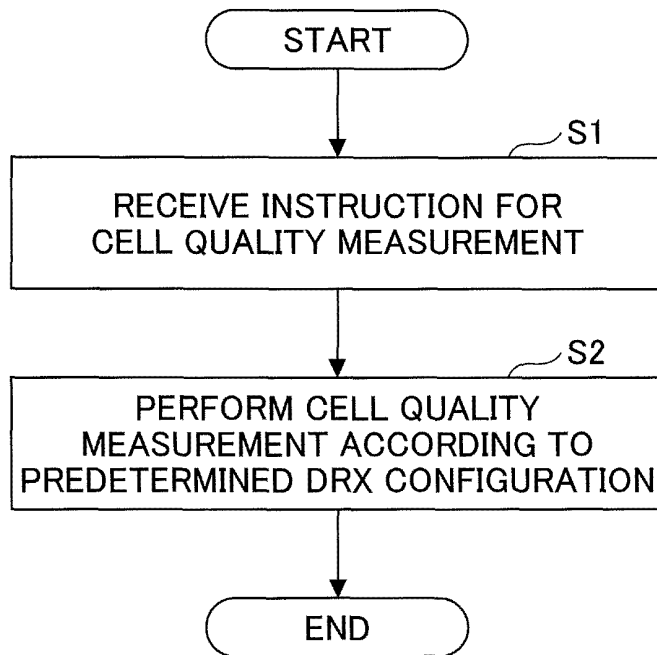 START
S1
RECEIVE INSTRUCTION FOR
CELL QUALITY MEASUREMENT
S2
PERFORM CELL QUALITY
MEASUREMENT ACCORDING TO
PREDETERMINED DRX CONFIGURATION
END